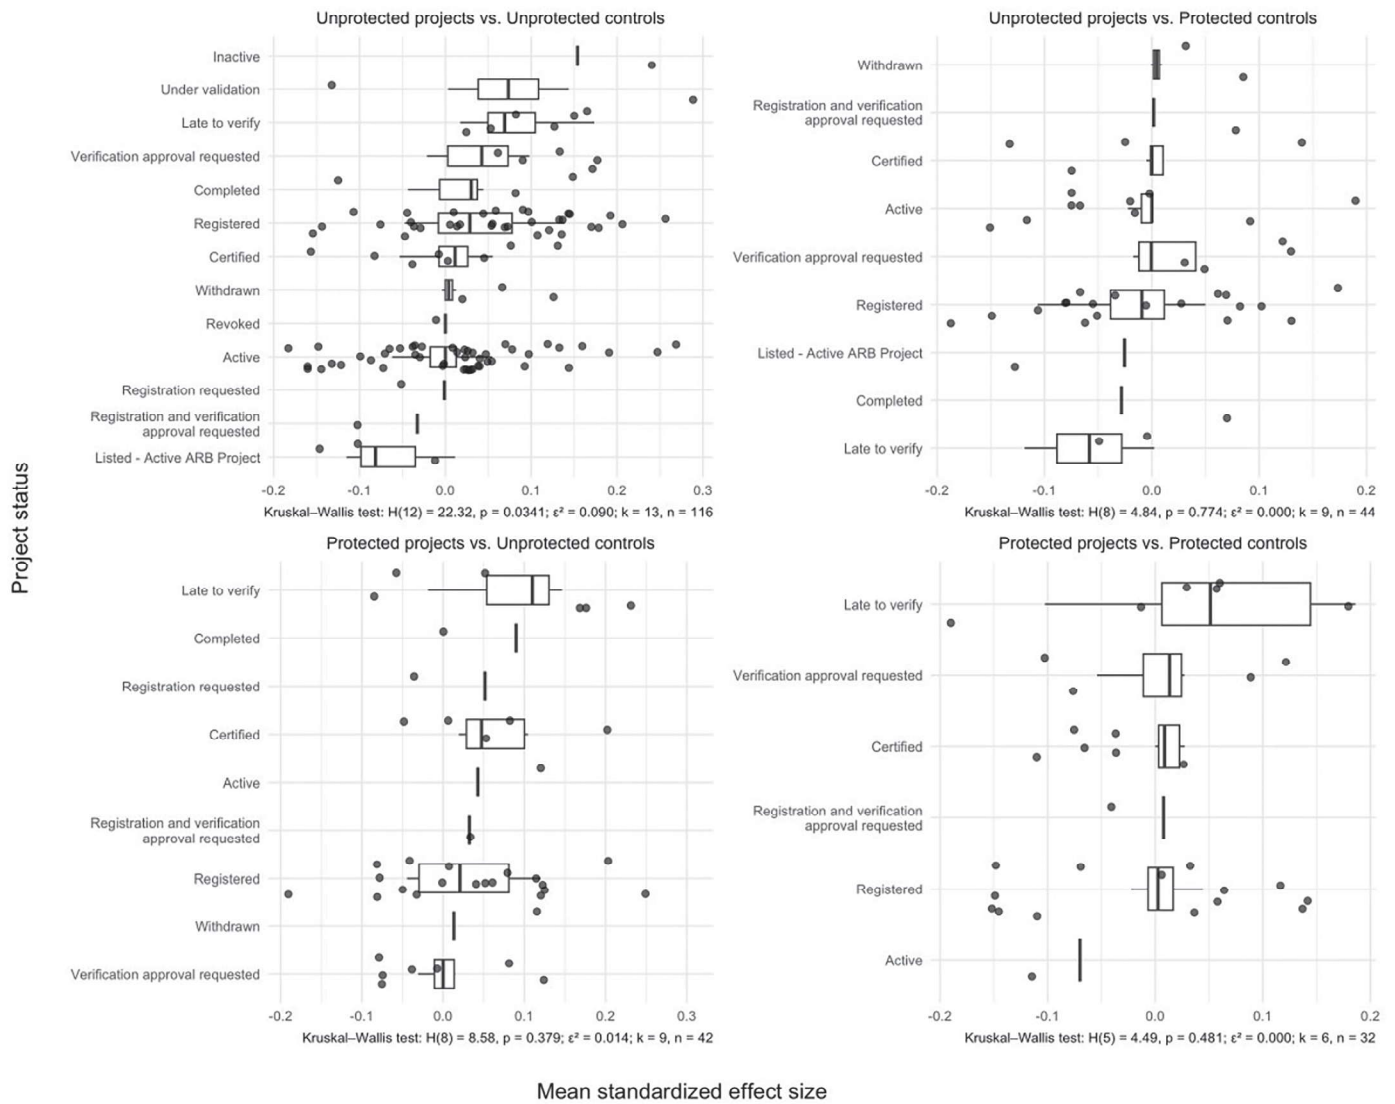 Unprotected projects vs. Unprotected controls
Inactive
Under validation
Late to verify
Verification approval requested
Completed
Registered
Certified
Withdrawn
Revoked
Active
Registration requested
Registration and verification
approval requested
Listed - Active ARB Project
-0.2 -0.1 0.0 0.1 0.2 0.3
Kruskal–Wallis test: H(12) = 22.32, p = 0.0341; ε² = 0.090; k = 13, n = 116
Unprotected projects vs. Protected controls
Withdrawn
Registration and verification
approval requested
Certified
Active
Verification approval requested
Registered
Listed - Active ARB Project
Completed
Late to verify
-0.2 -0.1 0.0 0.1 0.2
Kruskal–Wallis test: H(8) = 4.84, p = 0.774; ε² = 0.000; k = 9, n = 44
Project status
Protected projects vs. Unprotected controls
Late to verify
Completed
Registration requested
Certified
Active
Registration and verification
approval requested
Registered
Withdrawn
Verification approval requested
-0.2 -0.1 0.0 0.1 0.2 0.3
Kruskal–Wallis test: H(8) = 8.58, p = 0.379; ε² = 0.014; k = 9, n = 42
Protected projects vs. Protected controls
Late to verify
Verification approval requested
Certified
Registration and verification
approval requested
Registered
Active
-0.2 -0.1 0.0 0.1 0.2
Kruskal–Wallis test: H(5) = 4.49, p = 0.481; ε² = 0.000; k = 6, n = 32
Mean standardized effect size